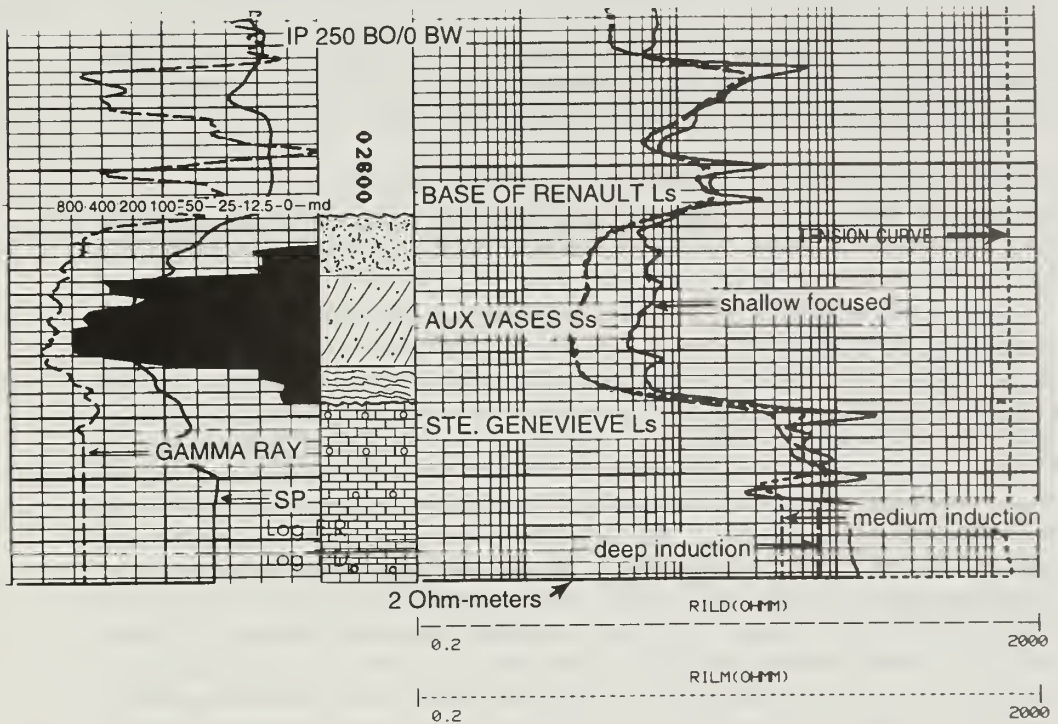 IP 250 BO/0 BW
02800
BASE OF RENAULT Ls
800 400 200 100 50 25 12.5 0 md
TENSION CURVE
shallow focused
AUX VASES Ss
STE. GENEVIEVE Ls
GAMMA RAY
SP
medium induction
LOG
deep induction
LOG
2 Ohm-meters
RILD(OHMM)
0.2 2000
RILM(OHMM)
0.2 2000